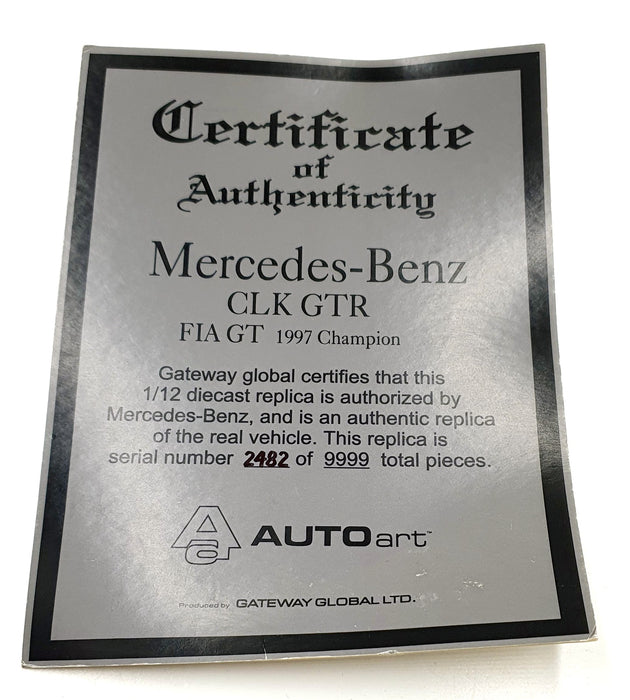 Certificate
of
Authenticity
Mercedes-Benz
CLK GTR
FIA GT 1997 Champion
Gateway global certifies that this
1/12 diecast replica is authorized by
Mercedes-Benz, and is an authentic replica
of the real vehicle. This replica is
serial number 2482 of 9999 total pieces.
AA AUTOart™
Produced by GATEWAY GLOBAL LTD.